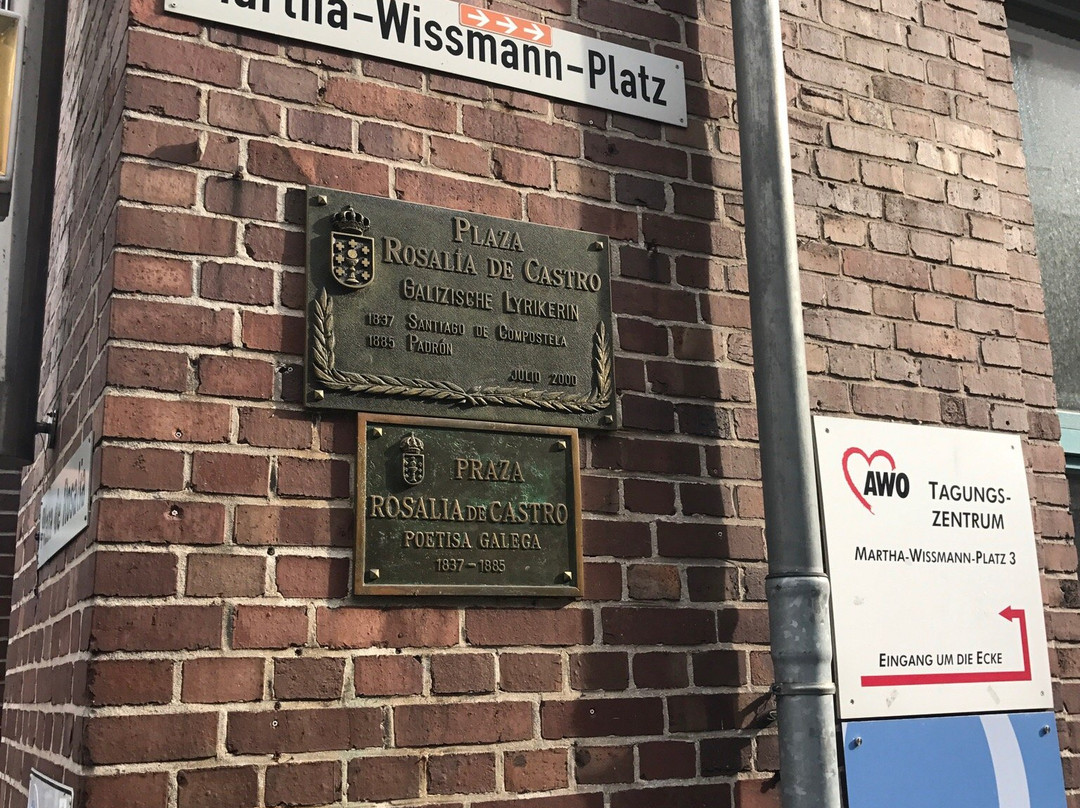 Martha-Wissmann-Platz
PLAZA
ROSALÍA DE CASTRO
GALIZISCHE LYRIKERIN
1837 SANTIAGO DE COMPOSTELA
1885 PADRÓN
JULIO 2000
PRAZA
ROSALIA DE CASTRO
POETISA GALEGA
1837-1885
AWO
TAGUNGS-
ZENTRUM
MARTHA-WISSMANN-PLATZ 3
EINGANG UM DIE ECKE